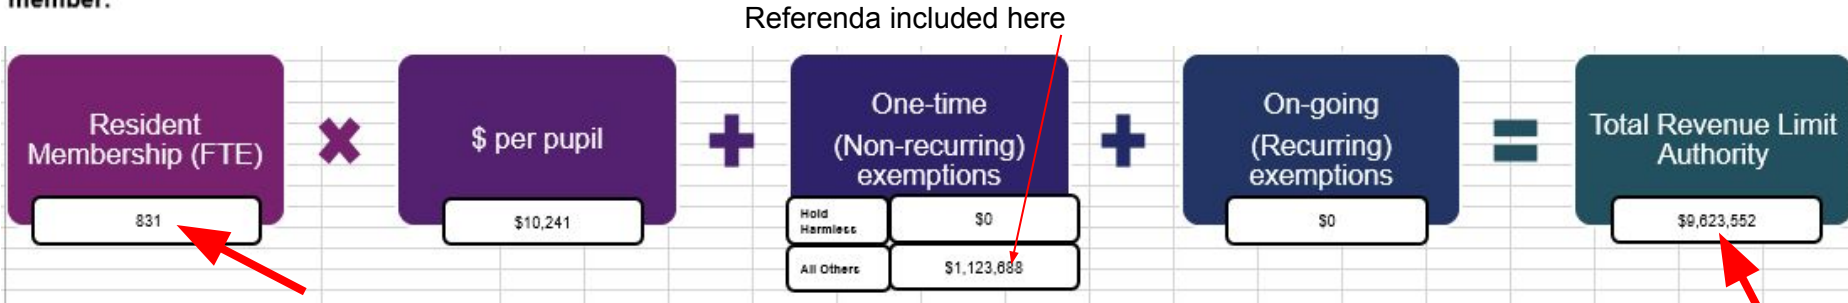 member:
Referenda included here
Resident
Membership (FTE)
831
$ per pupil
$10,241
One-time
(Non-recurring)
exemptions
Hold
Harmless
$0
All Others
$1,123,688
On-going
(Recurring)
exemptions
$0
Total Revenue Limit
Authority
$9,623,552